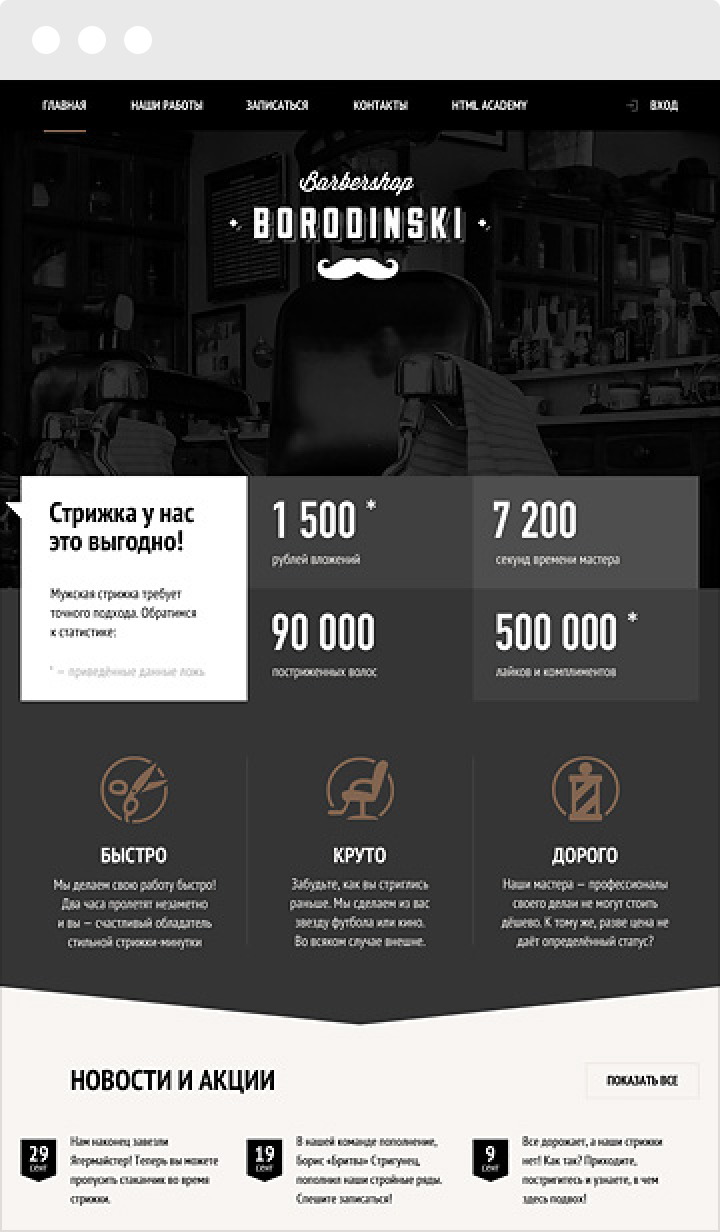 ГЛАВНАЯ НАШИ РАБОТЫ ЗАПИСАТЬСЯ КОНТАКТЫ HTML ACADEMY ВХОД
Barbershop
BORODINSKI
Стрижка у нас
это выгодно!
Мужская стрижка требует
точного подхода. Обратимся
к статистике:
* — приведённые данные ложь
1 500 *
рублей вложений
7 200
секунд времени мастера
90 000
постриженных волос
500 000 *
лайков и комплиментов
БЫСТРО
Мы делаем свою работу быстро!
Два часа пролетят незаметно
и вы — счастливый обладатель
стильной стрижки-минутки
КРУТО
Забудьте, как вы стриглись
раньше. Мы сделаем из вас
звезду футбола или кино.
Во всяком случае внешне.
ДОРОГО
Наши мастера — профессионалы
своего делаи не могут стоить
дёшево. К тому же, разве цена не
даёт определённый статус?
НОВОСТИ И АКЦИИ
ПОКАЗАТЬ ВСЕ
29
сент
Нам наконец завезли
Ягермайстер! Теперь вы можете
пропусить стаканчик во время
стрижки.
19
сент
В нашей команде пополнение,
Борис «Бритва» Стригунец,
пополнил наши стройные ряды.
Спешите записаться!
9
сент
Все дорожает, а наши стрижки
нет! Как так? Приходите,
постригитесь и узнаете, в чем
здесь подвох!